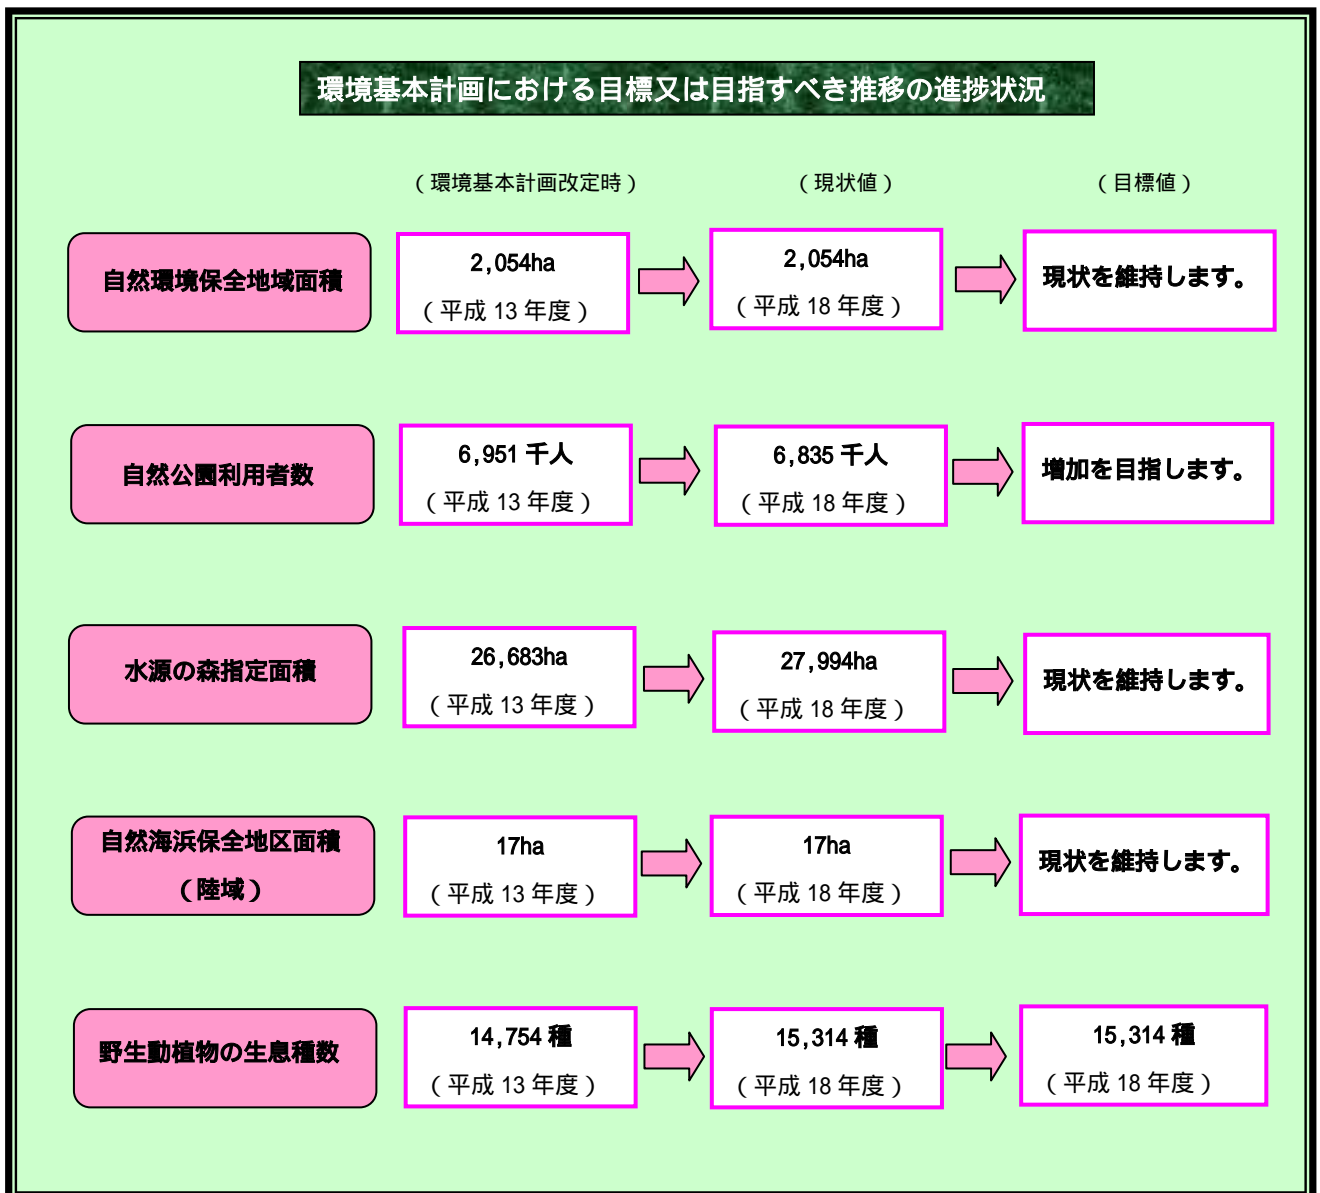 環境基本計画における目標又は目指すべき推移の進捗状況
（環境基本計画改定時） （現状値） （目標値）
自然環境保全地域面積
2,054ha
（平成 13 年度）
2,054ha
（平成 18 年度）
現状を維持します。
自然公園利用者数
6,951 千人
（平成 13 年度）
6,835 千人
（平成 18 年度）
増加を目指します。
水源の森指定面積
26,683ha
（平成 13 年度）
27,994ha
（平成 18 年度）
現状を維持します。
自然海浜保全地区面積
（陸域）
17ha
（平成 13 年度）
17ha
（平成 18 年度）
現状を維持します。
野生動植物の生息種数
14,754 種
（平成 13 年度）
15,314 種
（平成 18 年度）
15,314 種
（平成 18 年度）